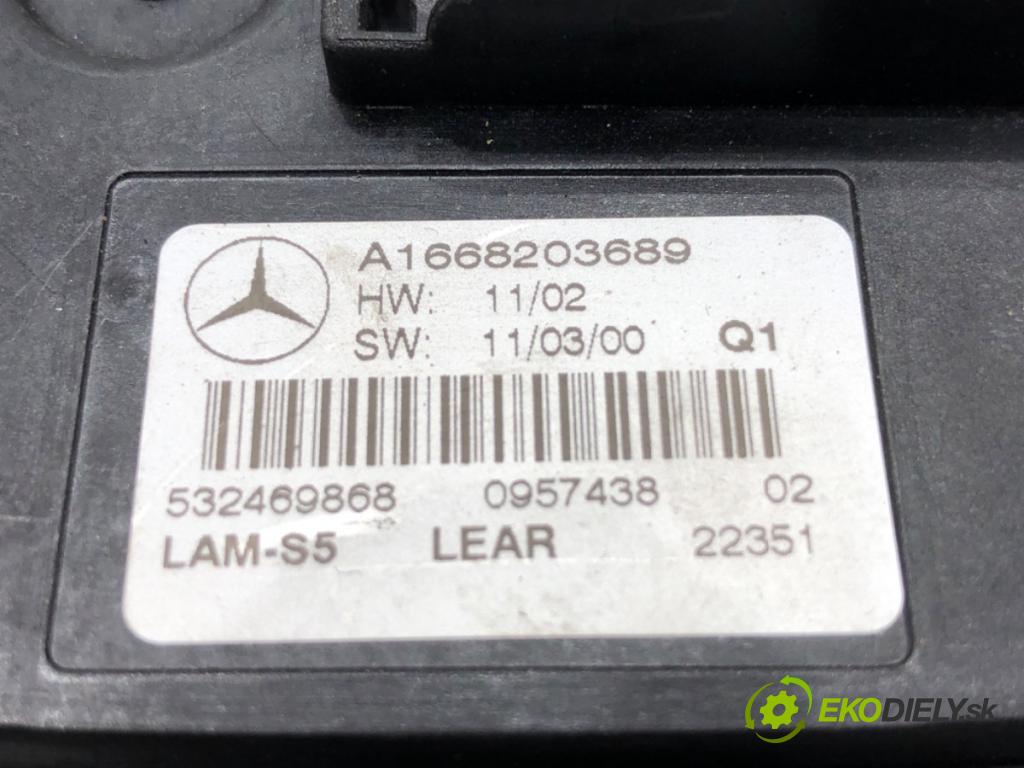 A1668203689
HW: 11/02
SW: 11/03/00 Q1
532469868 0957438 02
LAM-S5 LEAR 22351
EKODIELY.sk